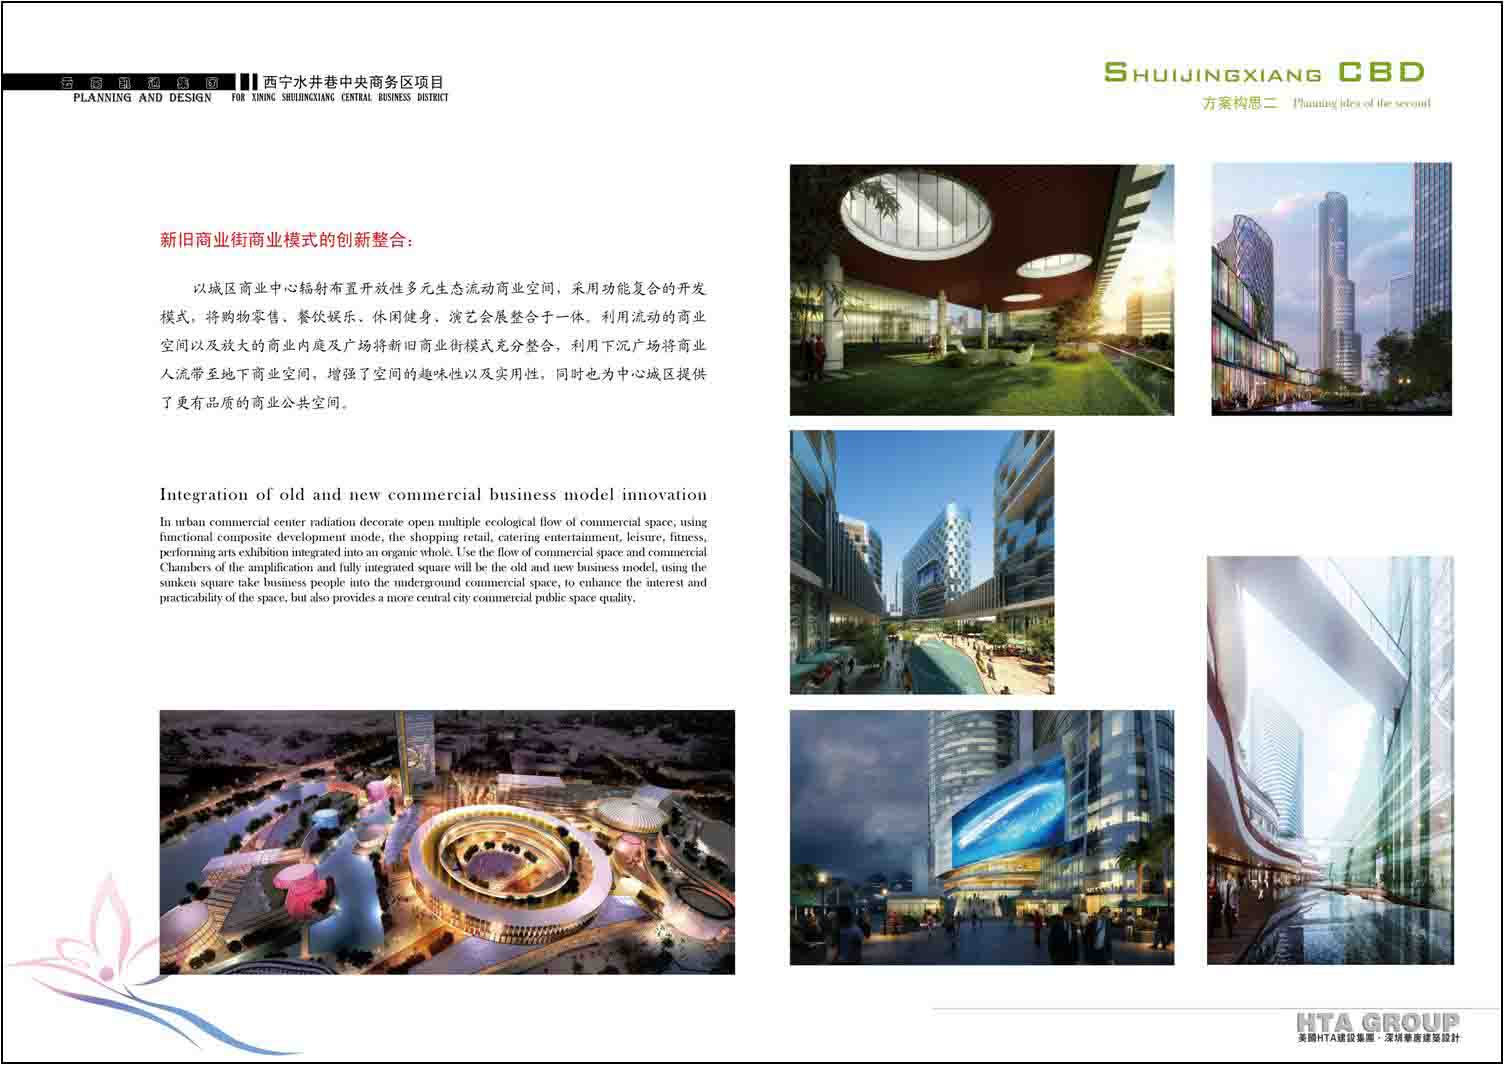 西宁水井巷中央商务区项目
PLANNING AND DESIGN FOR XINING SHUIJINGXIANG CENTRAL BUSINESS DISTRICT
SHUIJINGXIANG CBD
方案构思二 Planning idea of the second
新旧商业街商业模式的创新整合：
以城区商业中心辐射布置开放性多元生态流动商业空间，采用功能复合的开发
模式，将购物零售、餐饮娱乐、休闲健身、演艺会展整合于一体。利用流动的商业
空间以及放大的商业内庭及广场将新旧商业街模式充分整合，利用下沉广场将商业
人流带至地下商业空间，增强了空间的趣味性以及实用性，同时也为中心城区提供
了更有品质的商业公共空间。
Integration of old and new commercial business model innovation
In urban commercial center radiation decorate open multiple ecological flow of commercial space, using
functional composite development mode, the shopping retail, catering entertainment, leisure, fitness,
performing arts exhibition integrated into an organic whole. Use the flow of commercial space and commercial
Chambers of the amplification and fully integrated square will be the old and new business model, using the
sunken square take business people into the underground commercial space, to enhance the interest and
practicability of the space, but also provides a more central city commercial public space quality.
HTA GROUP
美國HTA建設集團·深圳華唐建築設計